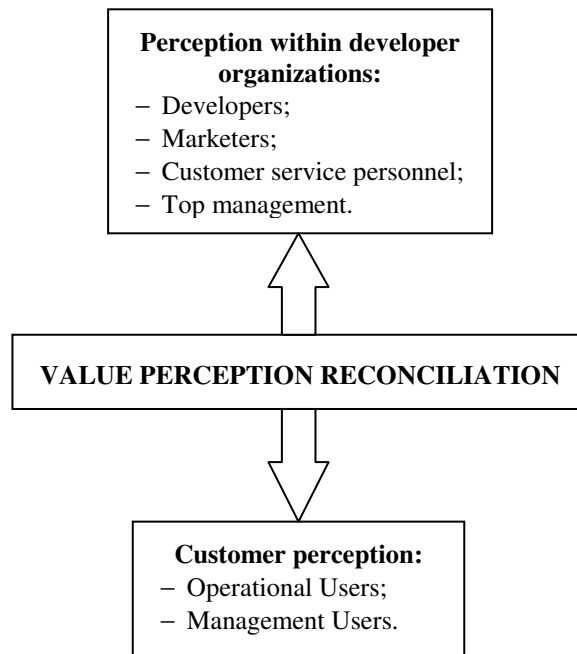 Perception within developer
organizations:
– Developers;
– Marketers;
– Customer service personnel;
– Top management.
VALUE PERCEPTION RECONCILIATION
Customer perception:
– Operational Users;
– Management Users.